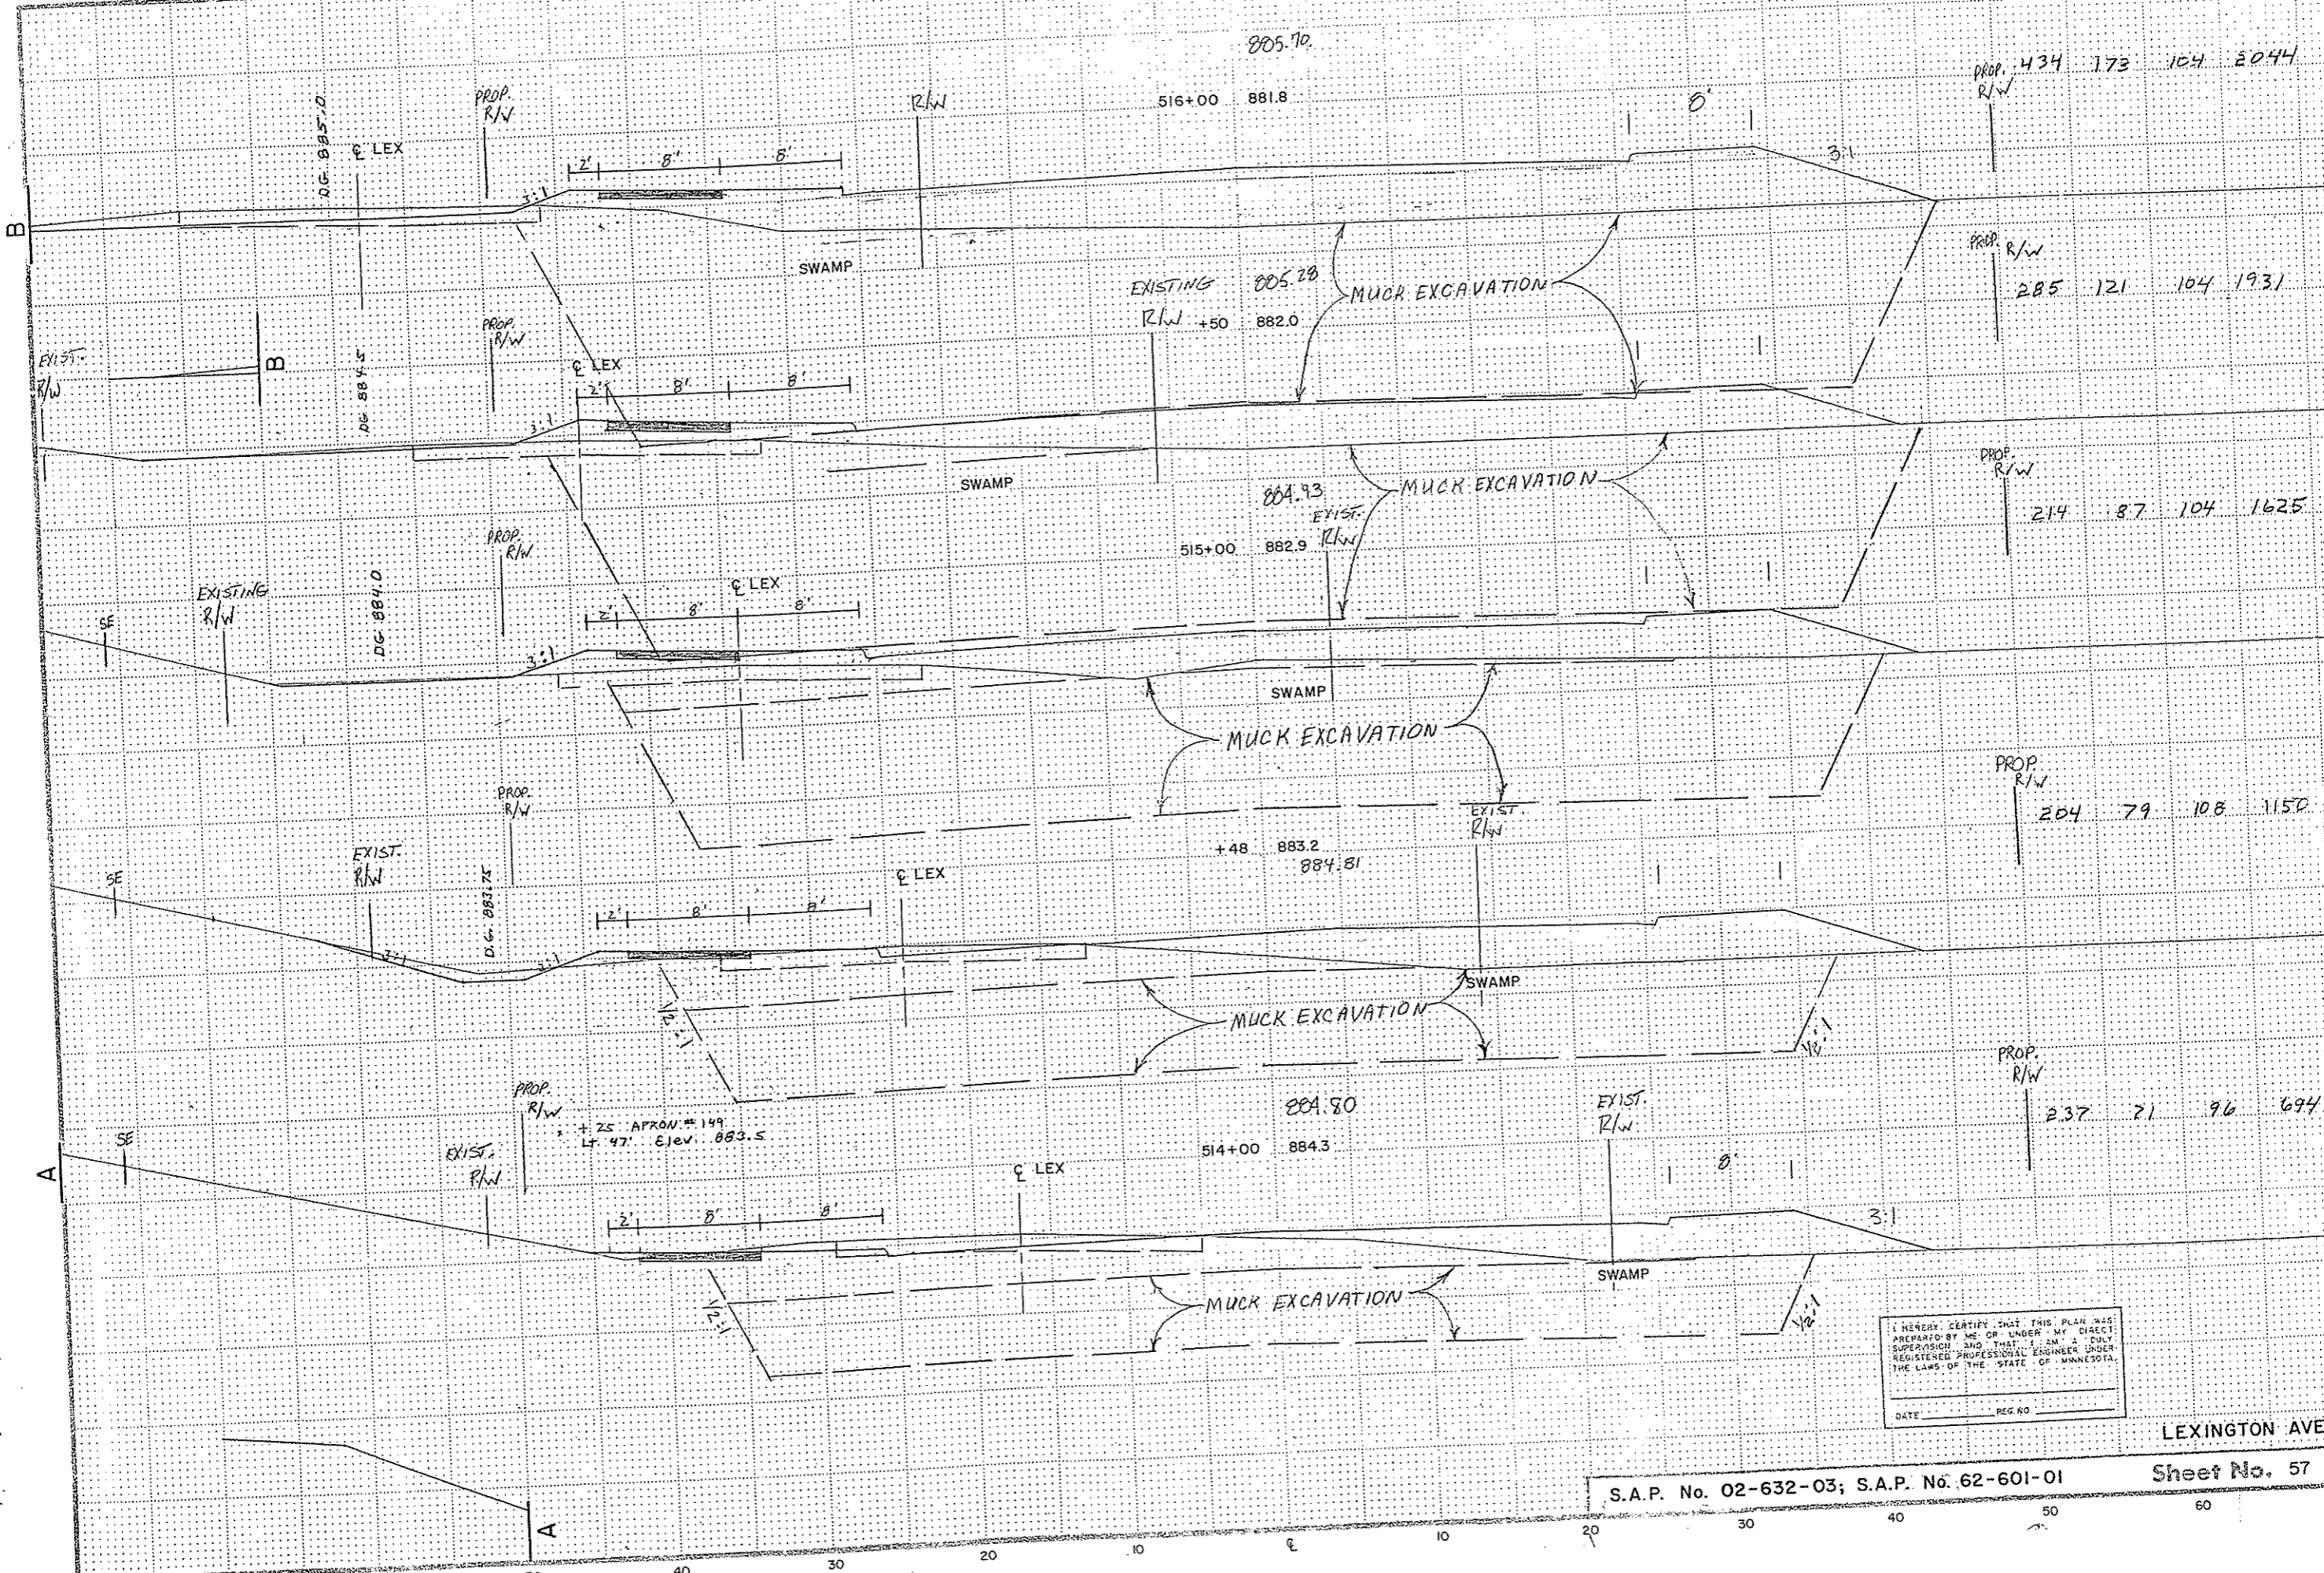 805.70
516+00 881.8
PROP. R/W 434 173 104 2044
D.G. 885.0
℄ LEX
PROP. R/W
R/W
2' 8' 8'
8'
3:1
3:1
B
SWAMP
EXISTING R/W
805.28
+50 882.0
MUCK EXCAVATION
PROP. R/W
285 121 104 1931
EXIST. R/W
B
DG 884.5
PROP. R/W
℄ LEX
2' 8' 8'
3:1
SWAMP
884.93
EXIST. R/W
515+00 882.9
MUCK EXCAVATION
PROP. R/W
214 87 104 1625
SE
EXISTING R/W
DG 884.0
PROP. R/W
℄ LEX
2' 8' 8'
3:1
SWAMP
MUCK EXCAVATION
EXIST. R/W
+48 883.2
884.81
PROP. R/W
204 79 108 1150
SE
EXIST. R/W
D.G. 883.75
PROP. R/W
℄ LEX
2' 8' 8'
3:1
3:1
SWAMP
MUCK EXCAVATION
1/2:1
1/2:1
A
SE
EXIST. R/W
PROP. R/W
+25 APRON #149
LT 47' Elev. 883.5
884.80
514+00 884.3
EXIST. R/W
PROP. R/W
237 71 96 694
℄ LEX
2' 8' 8'
8'
3:1
SWAMP
MUCK EXCAVATION
1/2:1
1/2:1
A
I HEREBY CERTIFY THAT THIS PLAN WAS
PREPARED BY ME OR UNDER MY DIRECT
SUPERVISION AND THAT I AM A DULY
REGISTERED PROFESSIONAL ENGINEER UNDER
THE LAWS OF THE STATE OF MINNESOTA.
DATE REG. NO
LEXINGTON AVE
S.A.P. No. 02-632-03; S.A.P. No. 62-601-01
Sheet No. 57
40 30 20 10 ℄ 10 20 30 40 50 60